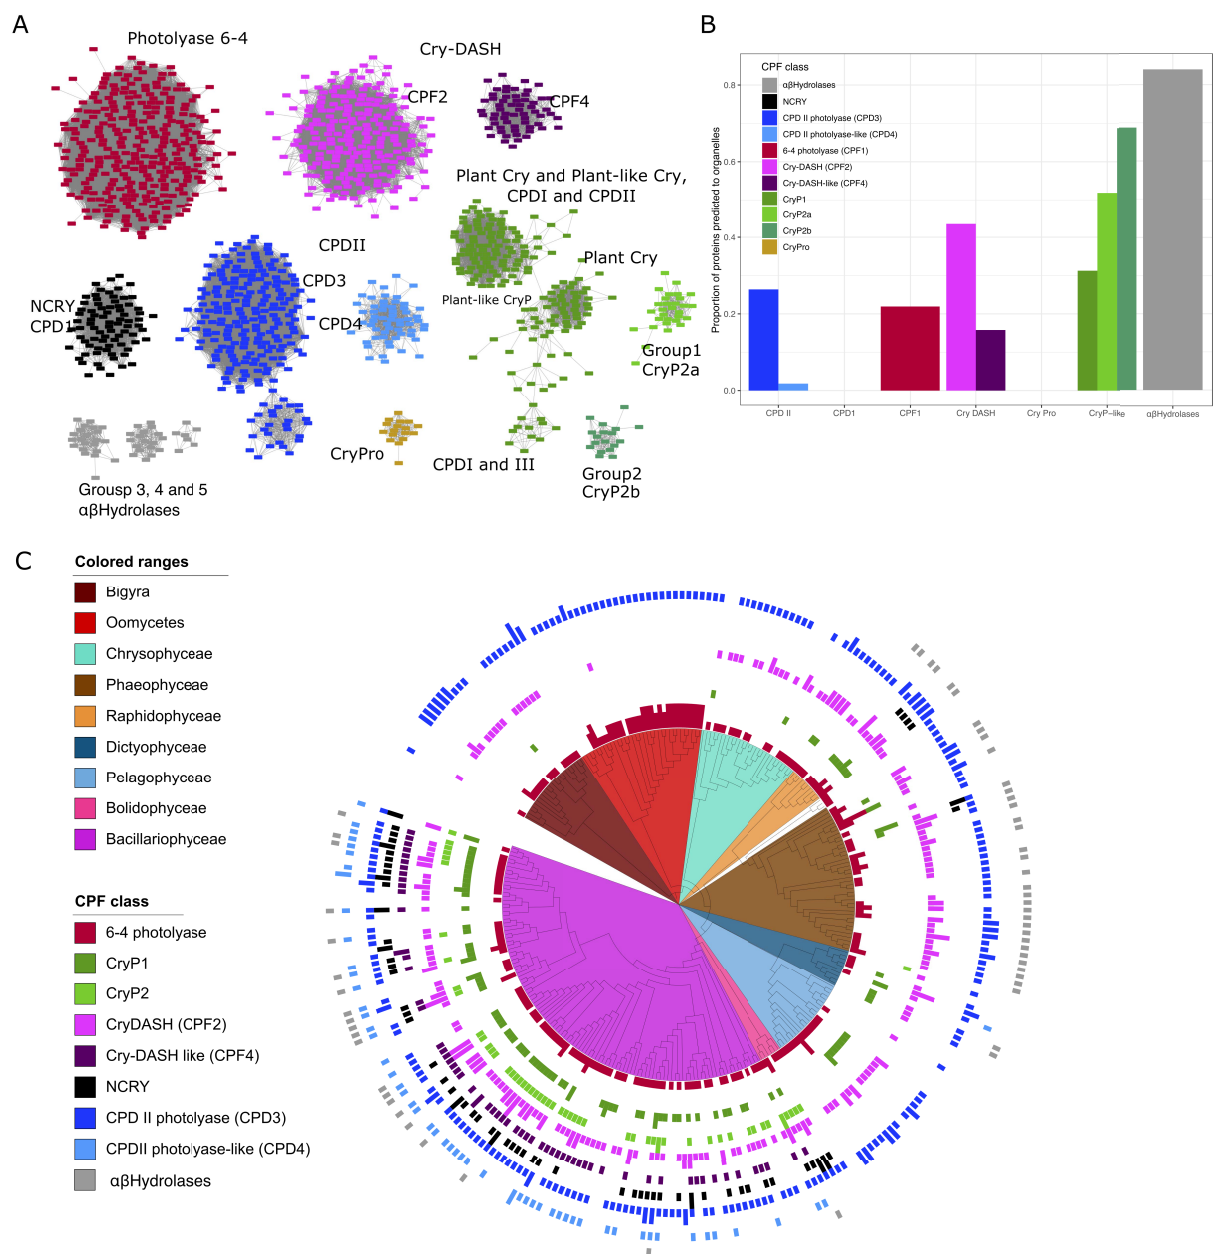 A
Photolyase 6-4
Cry-DASH
CPF2
CPF4
Plant Cry and Plant-like Cry,
CPDI and CPDII
CPDII
Plant Cry
CPD3
Plant-like CryP
NCRY
CPD1
CPD4
Group1
CryP2a
CryPro
CPDI and III
Group2
CryP2b
Grousp 3, 4 and 5
αβHydrolases
B
Proportion of proteins predicted to organelles
0.8
0.6
0.4
0.2
0.0
CPF class
αβHydrolases
NCRY
CPD II photolyase (CPD3)
CPD II photolyase-like (CPD4)
6-4 photolyase (CPF1)
Cry-DASH (CPF2)
Cry-DASH-like (CPF4)
CryP1
CryP2a
CryP2b
CryPro
CPD II
CPD1
CPF1
Cry DASH
Cry Pro
CryP-like
αβHydrolases
C
Colored ranges
Bigyra
Oomycetes
Chrysophyceae
Phaeophyceae
Raphidophyceae
Dictyophyceae
Pelagophyceae
Bolidophyceae
Bacillariophyceae
CPF class
6-4 photolyase
CryP1
CryP2
CryDASH (CPF2)
Cry-DASH like (CPF4)
NCRY
CPD II photolyase (CPD3)
CPDII photolyase-like (CPD4)
αβHydrolases